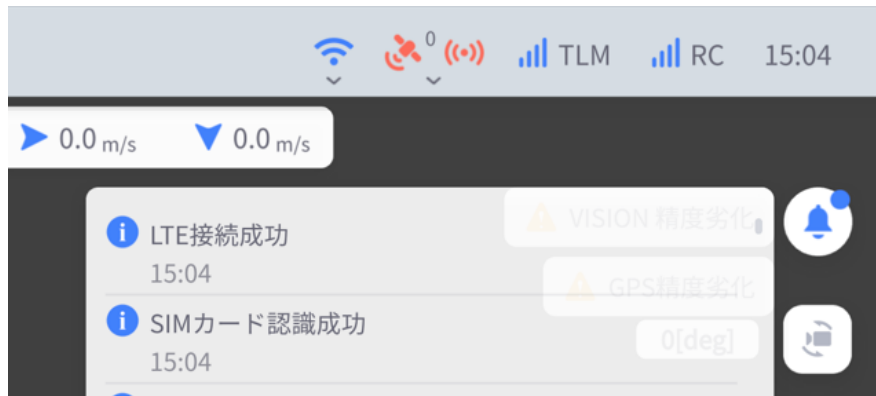 0
TLM
RC
15:04
0.0 m/s
0.0 m/s
LTE接続成功
15:04
VISION 精度劣化
GPS精度劣化
SIMカード認識成功
15:04
0[deg]